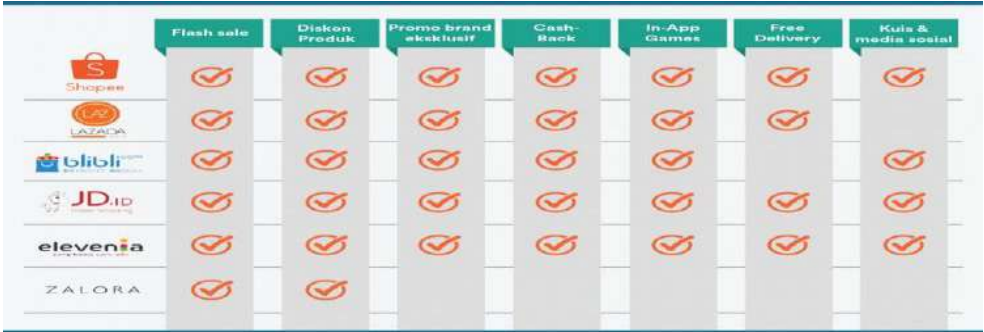 Flash sale
Diskon
Produk
Promo brand
eksklusif
Cash-
Back
In-App
Games
Free
Delivery
Kuis &
media sosial
S
Shopee
LAZ
LAZADA
blibli
JD.ID
elevenia
ZALORA